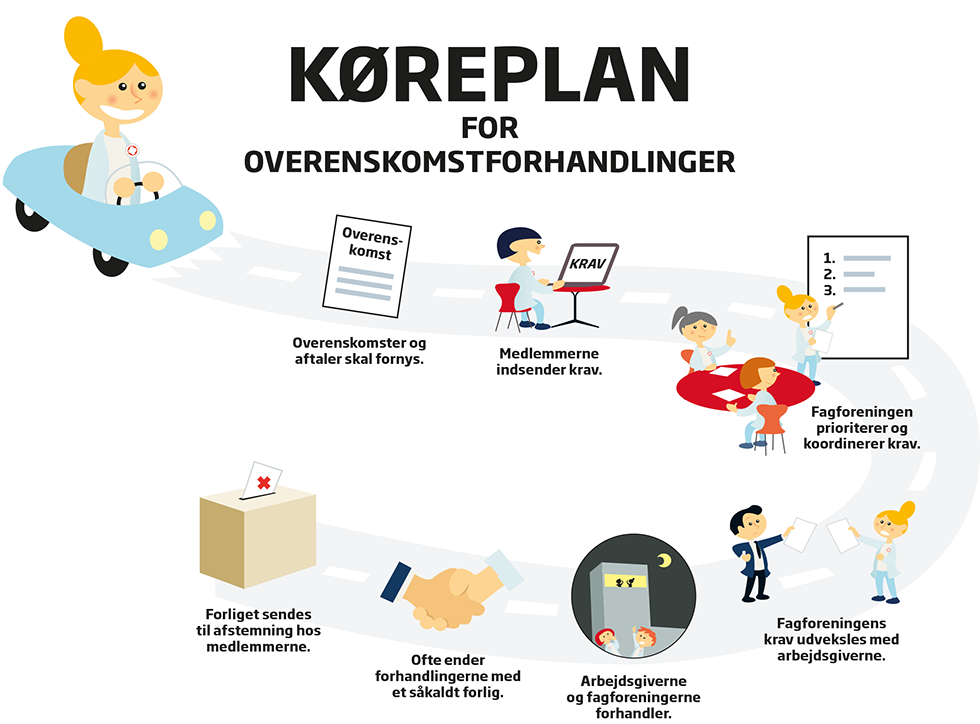 KØREPLAN
FOR
OVERENSKOMSTFORHANDLINGER
Overens-
komst
Overenskomster og
aftaler skal fornys.
KRAV
Medlemmerne
indsender krav.
1.
2.
3.
Fagforeningen
prioriterer og
koordinerer krav.
Fagforeningens
krav udveksles med
arbejdsgiverne.
Arbejdsgiverne
og fagforeningerne
forhandler.
Ofte ender
forhandlingerne med
et såkaldt forlig.
Forliget sendes
til afstemning hos
medlemmerne.